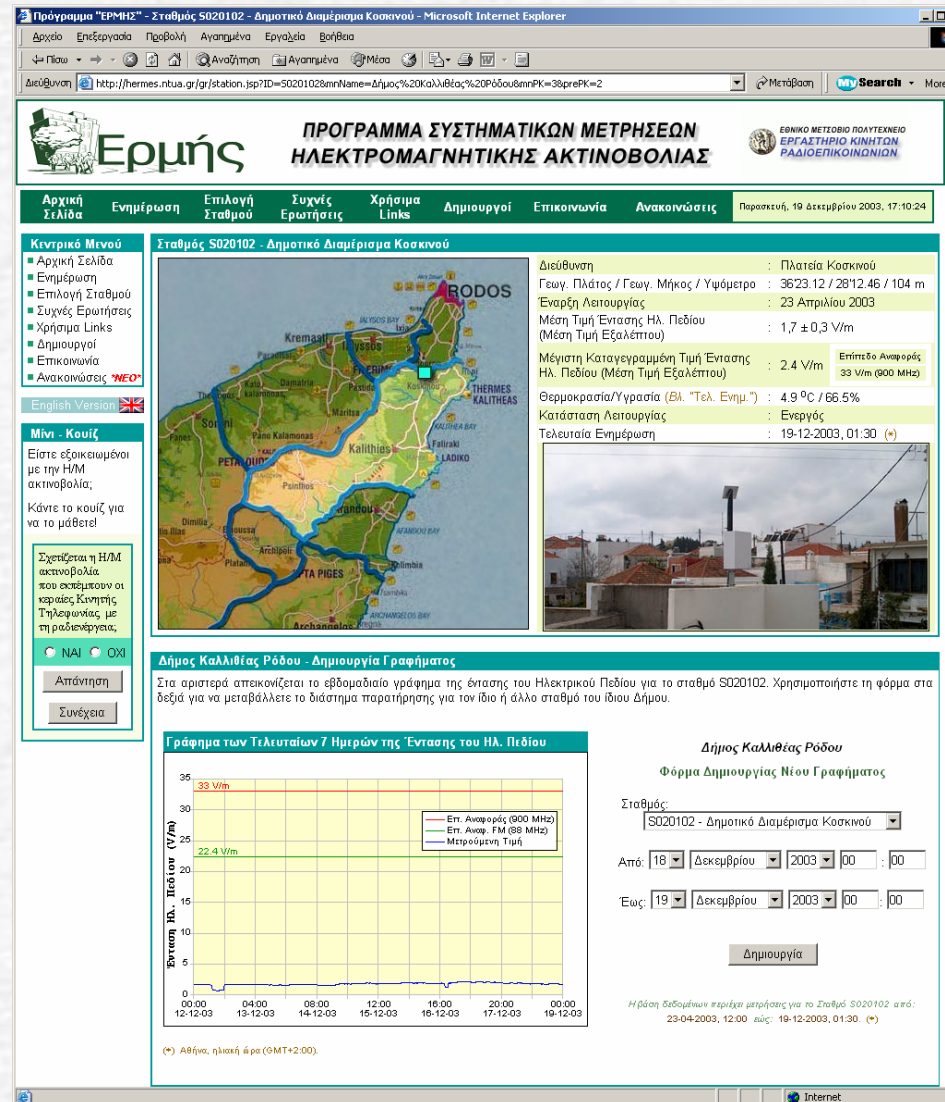 Πρόγραμμα "ΕΡΜΗΣ" - Σταθμός S020102 - Δημοτικό Διαμέρισμα Κοσκινού - Microsoft Internet Explorer
Αρχείο Επεξεργασία Προβολή Αγαπημένα Εργαλεία Βοήθεια
Πίσω Αναζήτηση Αγαπημένα Μέσα
Διεύθυνση http://hermes.ntua.gr/gr/station.jsp?ID=S020102&mnName=Δήμος%20Καλλιθέας%20Ρόδου&mnPK=3&prePK=2 Μετάβαση My Search More
Ερμής
ΠΡΟΓΡΑΜΜΑ ΣΥΣΤΗΜΑΤΙΚΩΝ ΜΕΤΡΗΣΕΩΝ
ΗΛΕΚΤΡΟΜΑΓΝΗΤΙΚΗΣ ΑΚΤΙΝΟΒΟΛΙΑΣ
ΕΘΝΙΚΟ ΜΕΤΣΟΒΙΟ ΠΟΛΥΤΕΧΝΕΙΟ
ΕΡΓΑΣΤΗΡΙΟ ΚΙΝΗΤΩΝ
ΡΑΔΙΟΕΠΙΚΟΙΝΩΝΙΩΝ
Αρχική Σελίδα Ενημέρωση Επιλογή Σταθμού Συχνές Ερωτήσεις Χρήσιμα Links Δημιουργοί Επικοινωνία Ανακοινώσεις Παρασκευή, 19 Δεκεμβρίου 2003, 17:10:24
Κεντρικό Μενού
Αρχική Σελίδα
Ενημέρωση
Επιλογή Σταθμού
Συχνές Ερωτήσεις
Χρήσιμα Links
Δημιουργοί
Επικοινωνία
Ανακοινώσεις *ΝΕΟ*
English Version
Μίνι - Κουίζ
Είστε εξοικειωμένοι
με την Η/Μ
ακτινοβολία;
Κάντε το κουίζ για
να το μάθετε!
Σχετίζεται η Η/Μ
ακτινοβολία
που εκπέμπουν οι
κεραίες Κινητής
Τηλεφωνίας, με
τη ραδιενέργεια;
ΝΑΙ ΟΧΙ
Απάντηση
Συνέχεια
Σταθμός S020102 - Δημοτικό Διαμέρισμα Κοσκινού
RODOS
IALYSOS BAY
Ixia
Kremasti
Ialyssos
Damatria
Pastida
THERMES
KALITHEAS
Maritsa
KALITHEA BAY
Pano Kalamonas
Kalithies
Faliraki
LADIKO
Psinthos
Dimilia
AFANDOU BAY
Archipoli
Kolimbia
Tsambika
ARCHANGELOS BAY
Archangelos
Διεύθυνση : Πλατεία Κοσκινού
Γεωγ. Πλάτος / Γεωγ. Μήκος / Υψόμετρο : 36'23.12 / 28'12.46 / 104 m
Έναρξη Λειτουργίας : 23 Απριλίου 2003
Μέση Τιμή Έντασης Ηλ. Πεδίου
(Μέση Τιμή Εξαλέπτου) : 1,7 ± 0,3 V/m
Μέγιστη Καταγεγραμμένη Τιμή Έντασης
Ηλ. Πεδίου (Μέση Τιμή Εξαλέπτου) : 2.4 V/m
Επίπεδο Αναφοράς
33 V/m (900 MHz)
Θερμοκρασία/Υγρασία (Βλ. "Τελ. Ενημ.") : 4.9 ⁰C / 66.5%
Κατάσταση Λειτουργίας : Ενεργός
Τελευταία Ενημέρωση : 19-12-2003, 01:30 (*)
Δήμος Καλλιθέας Ρόδου - Δημιουργία Γραφήματος
Στα αριστερά απεικονίζεται το εβδομαδιαίο γράφημα της έντασης του Ηλεκτρικού Πεδίου για το σταθμό S020102. Χρησιμοποιήστε τη φόρμα στα
δεξιά για να μεταβάλλετε το διάστημα παρατήρησης για τον ίδιο ή άλλο σταθμό του ίδιου Δήμου.
Γράφημα των Τελευταίων 7 Ημερών της Έντασης του Ηλ. Πεδίου
Ένταση Ηλ. Πεδίου (V/m)
35
33 V/m
30
Επ. Αναφοράς (900 MHz)
Επ. Αναφ. FM (88 MHz)
Μετρούμενη Τιμή
22.4 V/m
20
15
10
5
0
00:00 04:00 08:00 12:00 16:00 20:00 00:00
12-12-03 13-12-03 14-12-03 15-12-03 16-12-03 17-12-03 19-12-03
(*) Αθήνα, ηλιακή ώρα (GMT+2:00).
Δήμος Καλλιθέας Ρόδου
Φόρμα Δημιουργίας Νέου Γραφήματος
Σταθμός:
S020102 - Δημοτικό Διαμέρισμα Κοσκινού
Από: 18 Δεκεμβρίου 2003 00 : 00
Έως: 19 Δεκεμβρίου 2003 00 : 00
Δημιουργία
Η βάση δεδομένων περιέχει μετρήσεις για το Σταθμό S020102 από:
23-04-2003, 12:00 εώς: 19-12-2003, 01:30. (*)
Internet